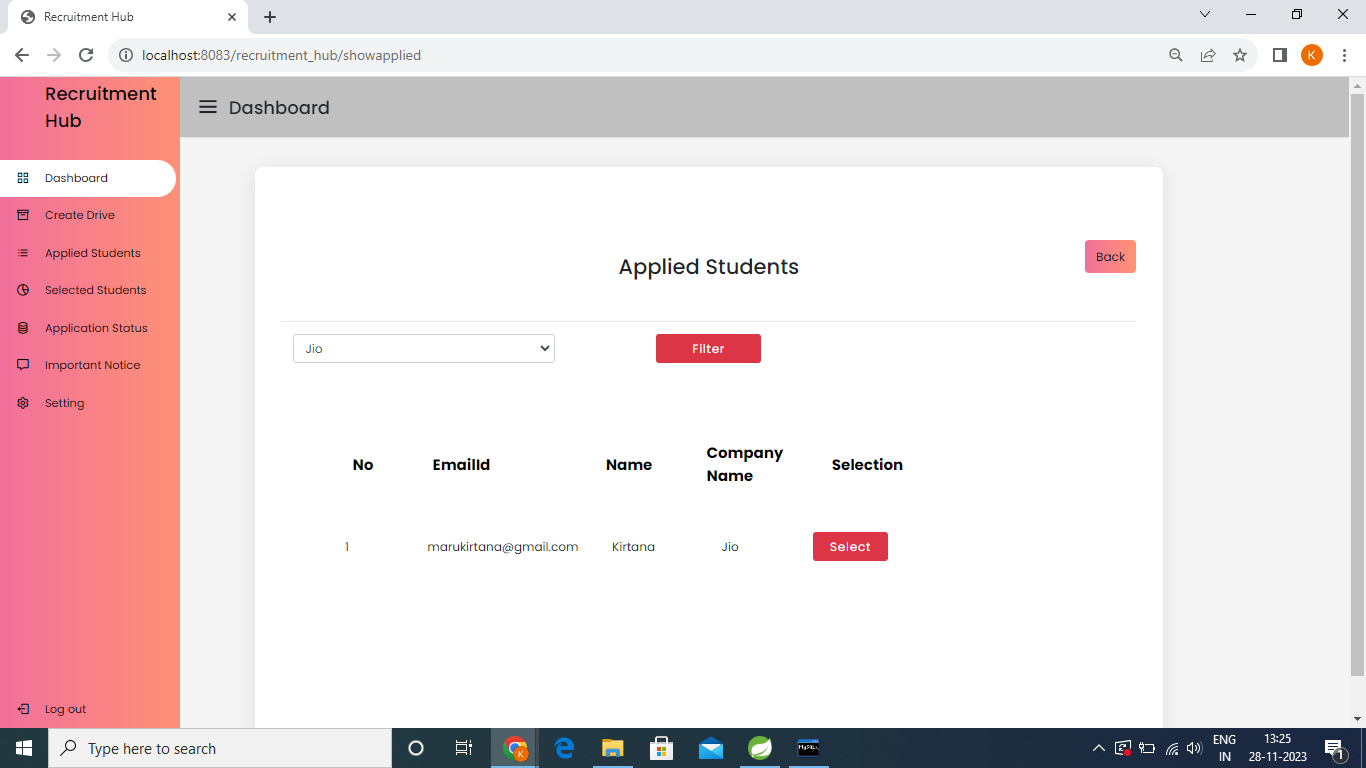 Recruitment Hub
localhost:8083/recruitment_hub/showapplied
K
Recruitment
Hub
Dashboard
Dashboard
Create Drive
Applied Students
Selected Students
Application Status
Important Notice
Setting
Log out
Applied Students
Back
Jio
Filter
No EmailId Name Company Name Selection
1 marukirtana@gmail.com Kirtana Jio Select
Type here to search
K
MySQL
ENG
IN
13:25
28-11-2023
1